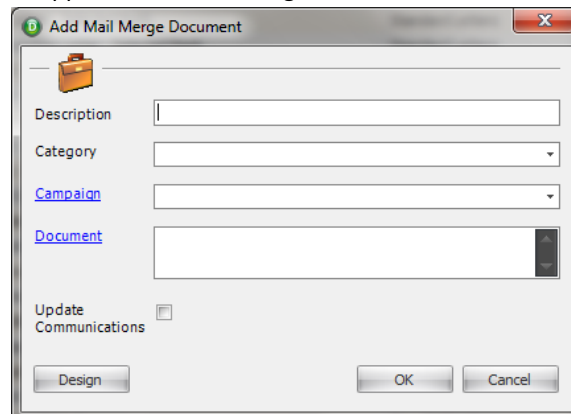 Add Mail Merge Document
Description
Category
Campaign
Document
Update
Communications
Design
OK
Cancel